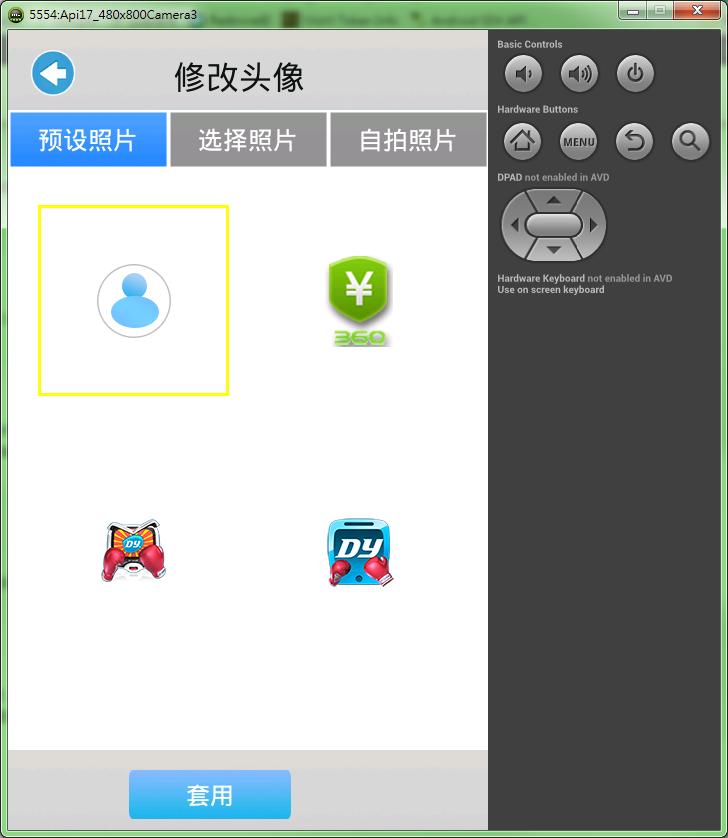 5554:Api17_480x800Camera3
修改头像
预设照片
选择照片
自拍照片
¥
360
DY
DY
套用
Basic Controls
Hardware Buttons
MENU
DPAD not enabled in AVD
Hardware Keyboard not enabled in AVD
Use on screen keyboard